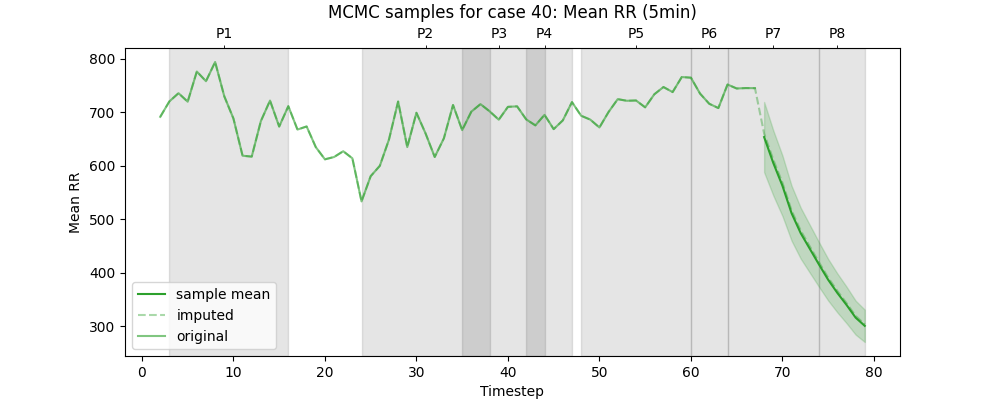 MCMC samples for case 40: Mean RR (5min)
P1 P2 P3 P4 P5 P6 P7 P8
800
700
600
500
400
300
Mean RR
sample mean
imputed
original
0 10 20 30 40 50 60 70 80
Timestep